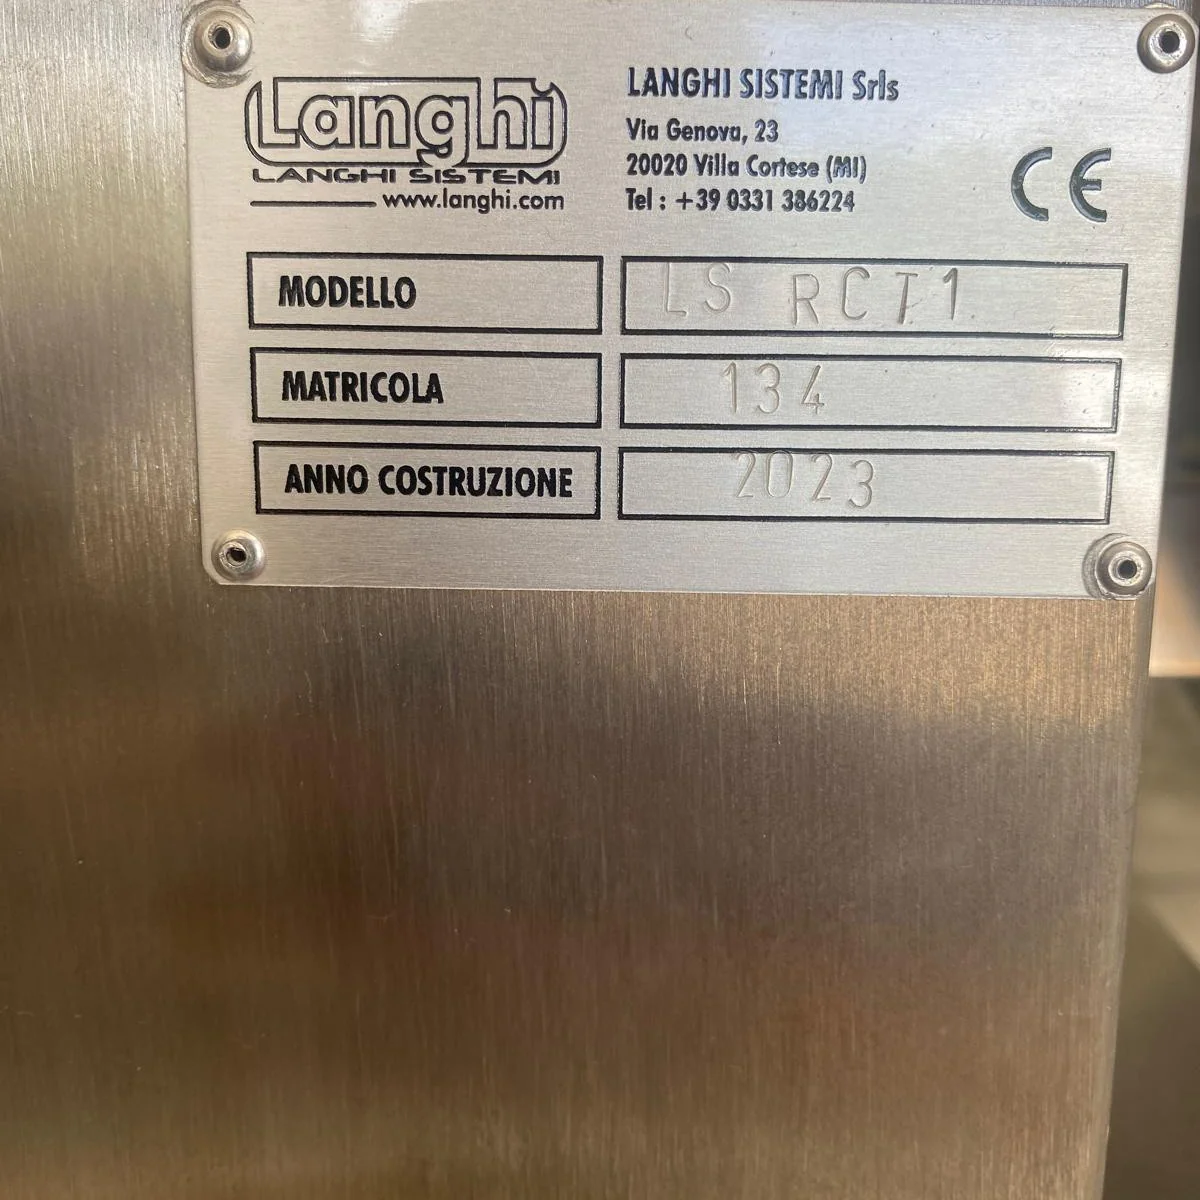 Langhi
LANGHI SISTEMI
www.langhi.com
LANGHI SISTEMI Srls
Via Genova, 23
20020 Villa Cortese (MI)
Tel : +39 0331 386224
CE
MODELLO LS RCT1
MATRICOLA 134
ANNO COSTRUZIONE 2023